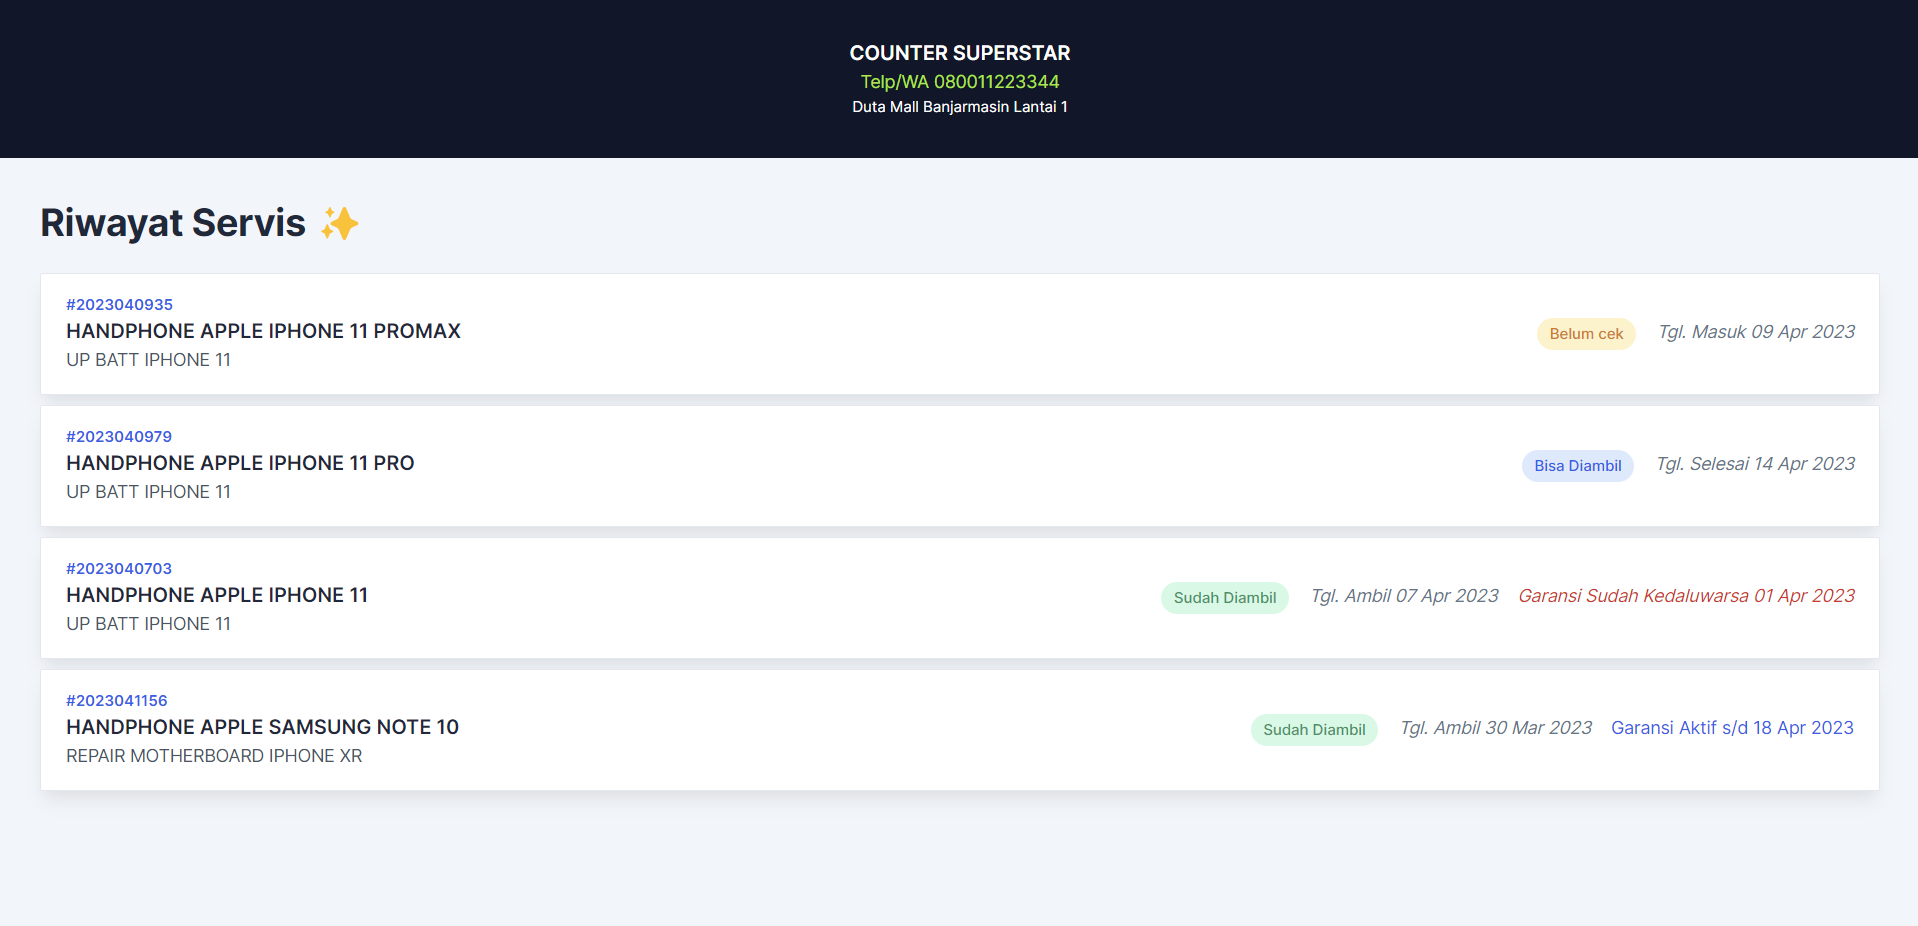 COUNTER SUPERSTAR
Telp/WA 080011223344
Duta Mall Banjarmasin Lantai 1
Riwayat Servis ✨
#2023040935
HANDPHONE APPLE IPHONE 11 PROMAX
UP BATT IPHONE 11
Belum cek Tgl. Masuk 09 Apr 2023
#2023040979
HANDPHONE APPLE IPHONE 11 PRO
UP BATT IPHONE 11
Bisa Diambil Tgl. Selesai 14 Apr 2023
#2023040703
HANDPHONE APPLE IPHONE 11
UP BATT IPHONE 11
Sudah Diambil Tgl. Ambil 07 Apr 2023 Garansi Sudah Kedaluwarsa 01 Apr 2023
#2023041156
HANDPHONE APPLE SAMSUNG NOTE 10
REPAIR MOTHERBOARD IPHONE XR
Sudah Diambil Tgl. Ambil 30 Mar 2023 Garansi Aktif s/d 18 Apr 2023